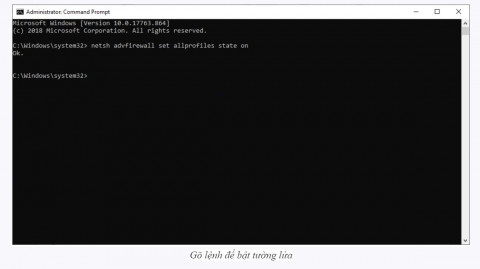 Administrator: Command Prompt
Microsoft Windows [Version 10.0.17763.864]
(c) 2018 Microsoft Corporation. All rights reserved.
C:\Windows\system32> netsh advfirewall set allprofiles state on
Ok.
C:\Windows\system32>
Gõ lệnh để bật tường lửa